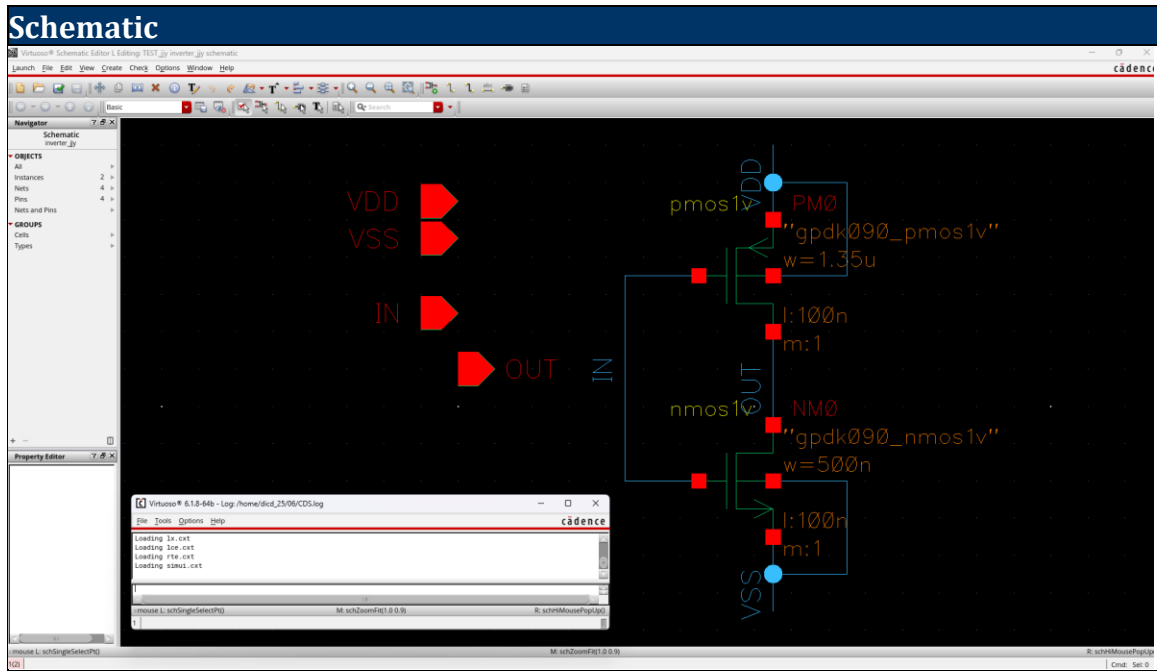 Schematic
Virtuoso® Schematic Editor L Editing: TEST_jjy inverter_jjy schematic
Launch File Edit View Create Check Options Window Help
cādence
Basic
Search
Navigator
Schematic
inverter_jjy
OBJECTS
All
Instances 2
Nets 4
Pins 4
Nets and Pins
GROUPS
Cells
Types
Property Editor
VDD
VSS
IN
OUT
VDD
pmos1v
PM0
"gpdk090_pmos1v"
w=1.35u
l:100n
m:1
IN
OUT
nmos1v
NM0
"gpdk090_nmos1v"
w=500n
l:100n
m:1
VSS
Virtuoso® 6.1.8-64b - Log: /home/dicd_25/06/CDS.log
File Tools Options Help
cādence
Loading lx.cxt
Loading lce.cxt
Loading rte.cxt
Loading simui.cxt
mouse L: schSingleSelectPt() M: schZoomFit(1.0 0.9) R: schHiMousePopUp()
1
mouse L: schSingleSelectPt() M: schZoomFit(1.0 0.9) R: schHiMousePopUp(
1(2) Cmd: Sel: 0